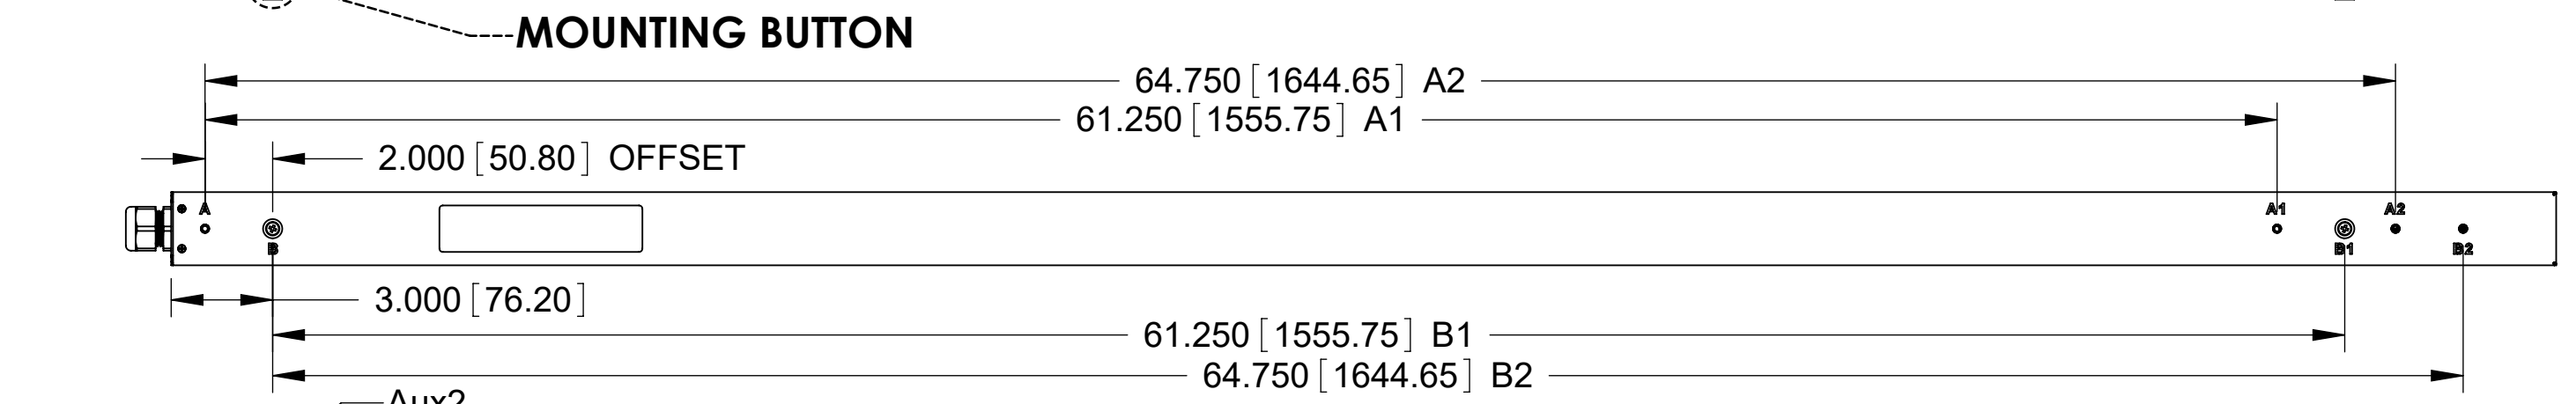 MOUNTING BUTTON
64.750 [1644.65] A2
61.250 [1555.75] A1
2.000 [50.80] OFFSET
A
A1
A2
B
B1
B2
3.000 [76.20]
61.250 [1555.75] B1
64.750 [1644.65] B2
Aux2